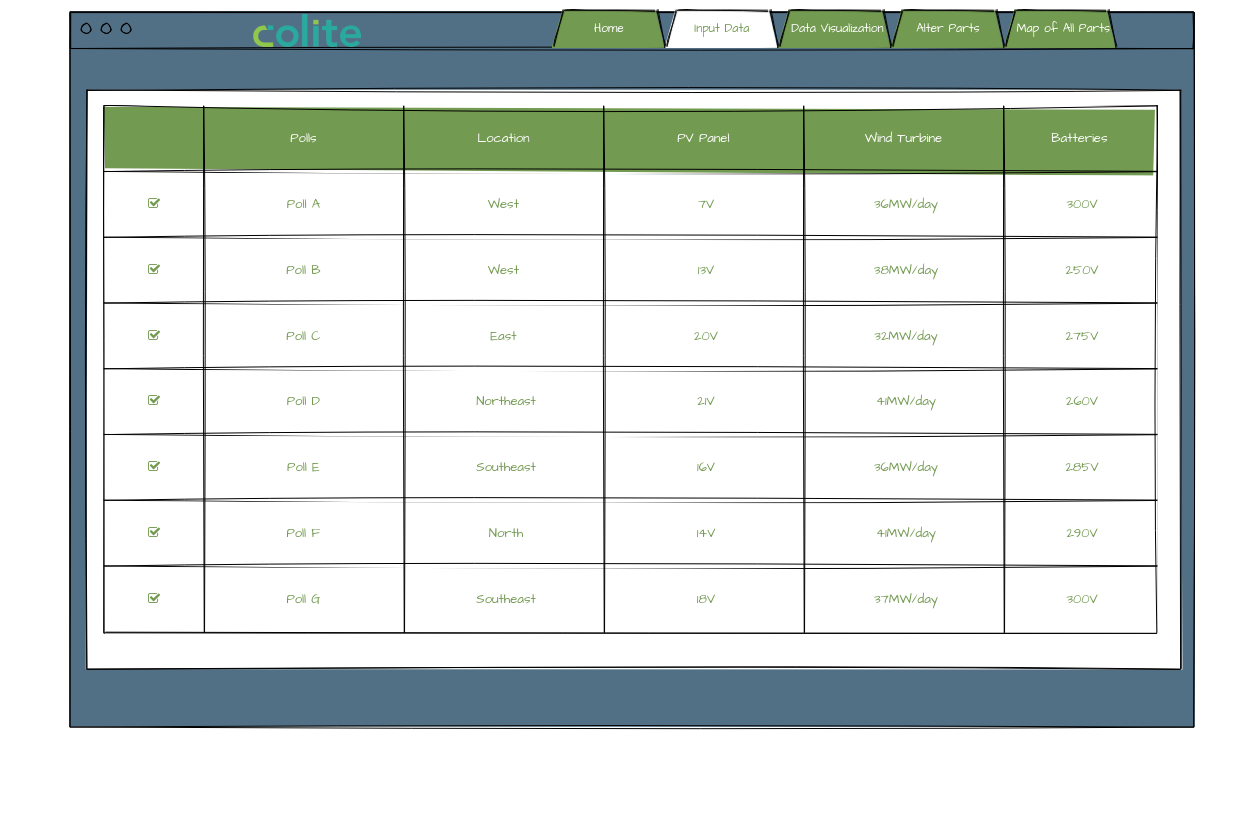 colite
Home Input Data Data Visualization Alter Parts Map of All Parts
Polls Location PV Panel Wind Turbine Batteries
Poll A West 7V 36MW/day 300V
Poll B West 13V 38MW/day 250V
Poll C East 20V 32MW/day 275V
Poll D Northeast 21V 41MW/day 260V
Poll E Southeast 16V 36MW/day 285V
Poll F North 14V 41MW/day 290V
Poll G Southeast 18V 37MW/day 300V